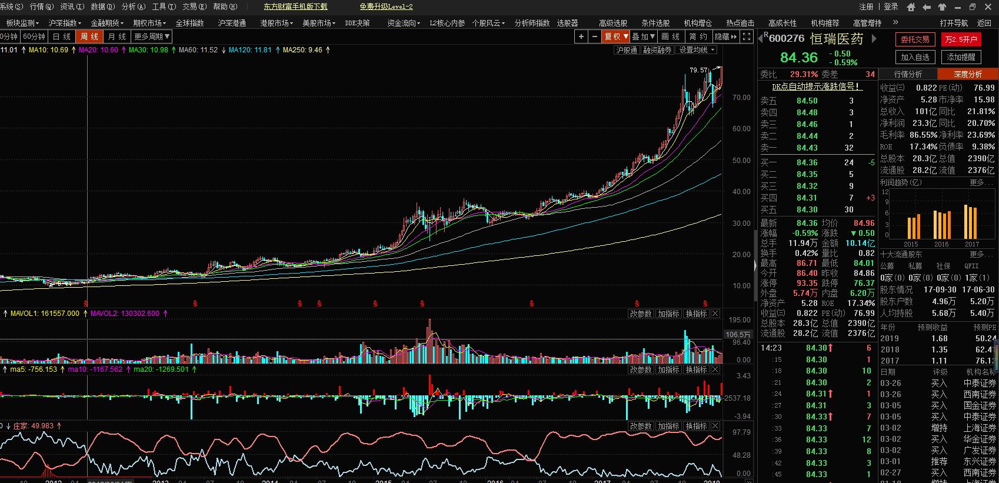 系统(S) 行情(Q) 资讯(I) 数据(D) 分析(A) 工具(T) 交易(E) 帮助(H) 东方财富手机版下载 免费升级Level-2 注册 | 登录
板块监测 沪深指数 金融期货 期权市场 全球指数 沪深港通 港股市场 美股市场 DDE决策 资金流向 L2核心内参 个股风云 分析师指数 选股器 高级选股 条件选股 机构增仓 热点追击 高成长性 机构推荐 高管增持 » 打开导航 返回
0分钟 60分钟 日线 周线 月线 更多周期▼ + − 复权▼ 叠加▼ 画线 简约 隐藏
11.01 ↑ MA10: 10.69 ↑ MA20: 10.60 ↑ MA30: 10.98 ↑ MA60: 11.52 ↓ MA120: 11.81 ↑ MA250: 9.46 ↑ 沪股通 融资融券 设置均线
79.57
70.00
60.00
50.00
40.00
30.00
20.00
10.00
↑ MAVOL1: 161557.000 ↑ MAVOL2: 130302.600 ↑ 改参数 加指标 换指标
195.00
106.5万
96.40
0.00
↑ ma5: -756.153 ↑ ma10: -1167.562 ↑ ma20: -1269.501 ↑ 改参数 加指标 换指标
3.43
-2537.18
-3.94
0 ↓ 庄家: 49.983 ↑ 改参数 加指标 换指标
97.79
48.28
0.00
R 600276 恒瑞医药
84.36 -0.50 -0.59%
委托交易 万2.5开户
加入自选 添加提醒
委比 29.31% 委差 34
DK点自动提示涨跌信号!
卖五 84.50 3
卖四 84.48 3
卖三 84.46 1
卖二 84.44 2
卖一 84.43 32
买一 84.36 24 -5
买二 84.35 5
买三 84.32 9
买四 84.31 7 +3
买五 84.30 30
最新 84.36 均价 84.96
涨幅 -0.59% 涨跌 ▼0.50
总手 11.94万 金额 10.14亿
换手 0.42% 量比 0.82
最高 86.71 最低 84.01
今开 86.40 昨收 84.86
涨停 93.35 跌停 76.37
外盘 5.74万 内盘 6.20万
净资产 5.28 ROE 17.34%
收益(三) 0.822 PE(动) 76.99
总股本 28.3亿 总值 2390亿
流通股 28.2亿 流值 2376亿
14:23 84.30↑ 6
:15 84.30 1
:18 84.30 10
:21 84.30 2
:24 84.31↑ 1
:27 84.31 3
:30 84.33↑ 7
:33 84.33 7
:36 84.33 12
:39 84.33 8
:42 84.33 3
:45 84.33 1
行情分析 深度分析
收益(三) 0.822 PE(动) 76.99
净资产 5.28 市净率 15.98
总收入 101亿 同比 21.81%
净利润 23.3亿 同比 20.70%
毛利率 86.55% 净利率 23.69%
ROE 17.34% 负债率 9.38%
总股本 28.3亿 总值 2390亿
流通股 28.2亿 流值 2376亿
利润趋势(亿) 更多...
12
9
6
3
0
2015 2016 2017
十大流通股东 更多...
公募 私募 社保 QFII
0家(0) 0家(0) 0家(0) 1家(1)
股东情况 17-09-30 17-06-30
股东户数 4.96万 5.20万
人均持股 5.68万 5.40万
年份 预测收益 预测PE
2019 1.68 50.24
2018 1.35
2017 1.11
日期 评级 机构名称
03-26 买入 中泰证券
03-26 买入 西南证券
03-05 买入 国金证券
03-05 买入 中泰证券
03-02 增持 上海证券
03-02 买入 华金证券
03-02 买入 广发证券
03-01 推荐 东兴证券
02-27 买入 西南证券